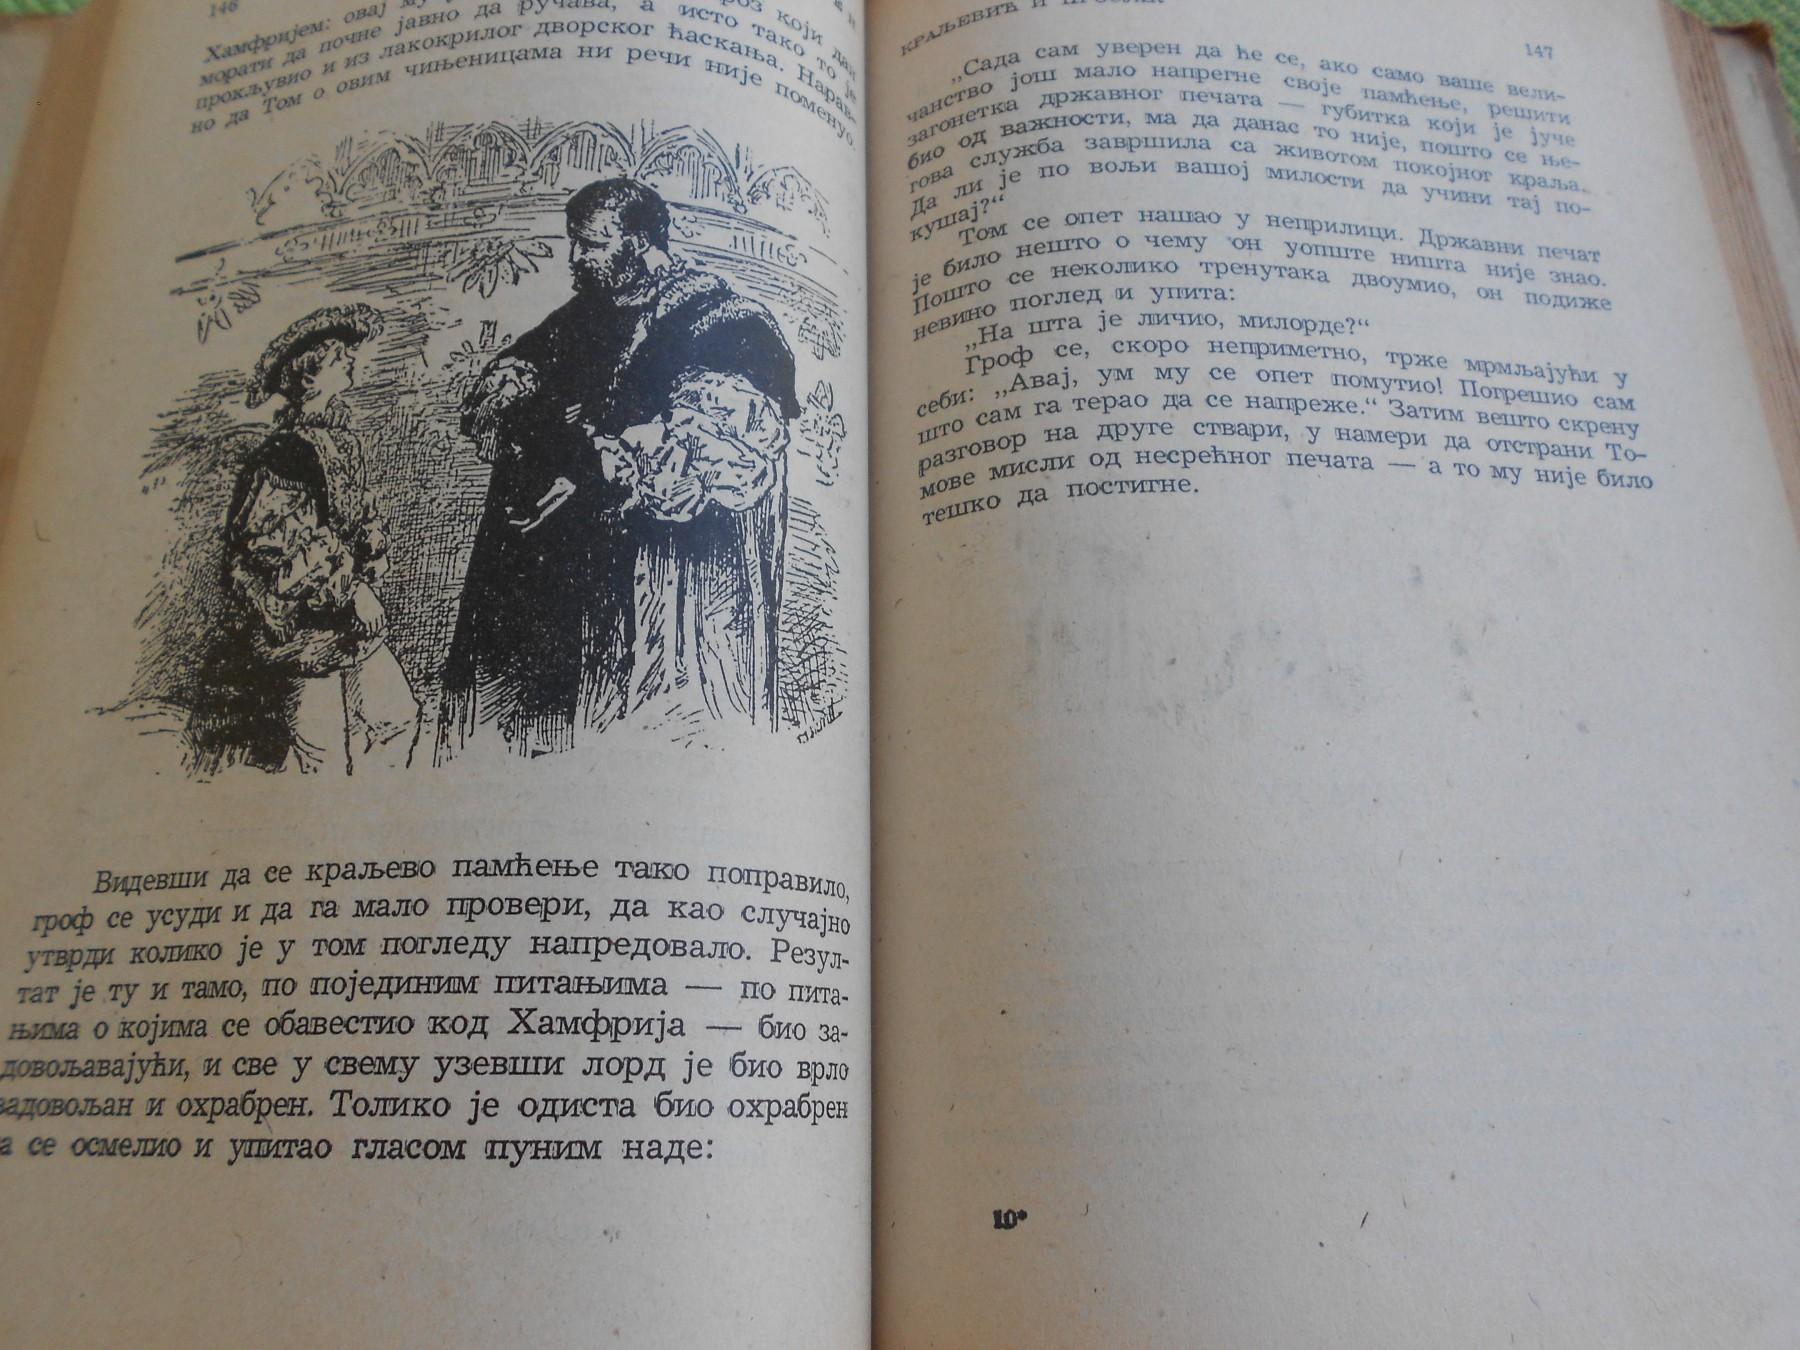 146
Хамфријем: овај му
који дан
морати да почне јавно да ручава, а исто тако то је
прокљувио и из лакокрилог дворског ћаскања. Нарав-
но да Том о овим чињеницама ни речи није поменуо.
Видевши да се краљево памћење тако поправило,
гроф се усуди и да га мало провери, да као случајно
утврди колико је у том погледу напредовало. Резул-
тат је ту и тамо, по појединим питањима — по пита-
њима о којима се обавестио код Хамфрија — био за-
довољавајући, и све у свему узевши лорд је био врло
задовољан и охрабрен. Толико је одиста био охрабрен
а се осмелио и упитао гласом пуним наде:
КРАЉЕВИЋ И ПРОСЈАК
147
„Сада сам уверен да ће се, ако само ваше вели-
чанство још мало напрегне своје памћење, решити
загонетка државног печата — губитка који је јуче
био од важности, ма да данас то није, пошто се ње-
гова служба завршила са животом покојног краља.
Да ли је по вољи вашој милости да учини тај по-
кушај?“
Том се опет нашао у неприлици. Државни печат
је било нешто о чему он уопште ништа није знао.
Пошто се неколико тренутака двоумио, он подиже
невино поглед и упита:
„На шта је личио, милорде?“
Гроф се, скоро неприметно, трже мрмљајући у
себи: „Авај, ум му се опет помутио! Погрешио сам
што сам га терао да се напреже.“ Затим вешто скрену
разговор на друге ствари, у намери да отстрани То-
мове мисли од несрећног печата — а то му није било
тешко да постигне.
10*